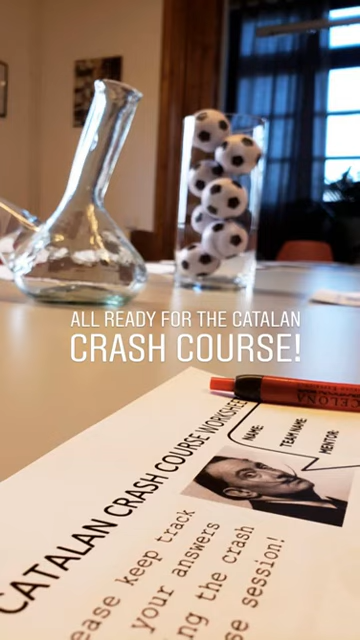 ALL READY FOR THE CATALAN
CRASH COURSE!
CELONA
CATALAN CRASH COURSE WORKSHEET
NAME:
TEAM NAME:
MENTOR:
ease keep track
your answers
ng the crash
se session!